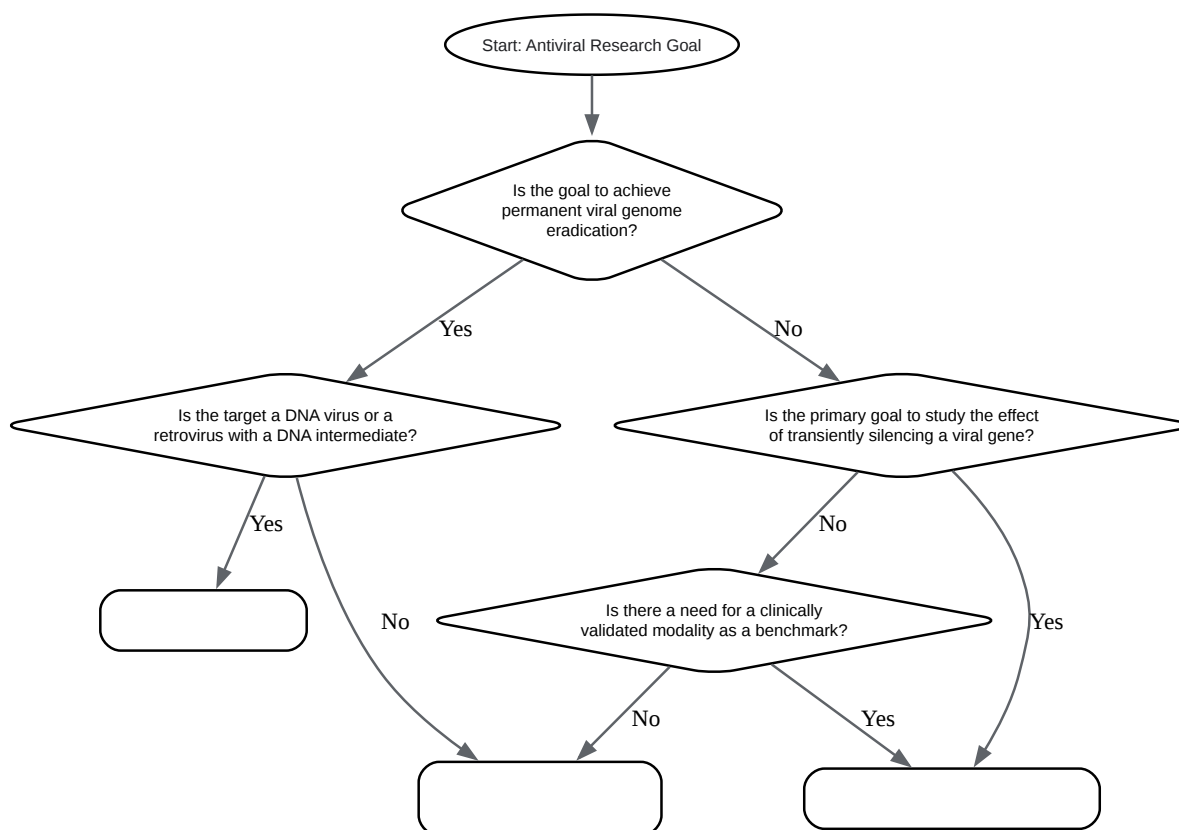 Start: Antiviral Research Goal
Is the goal to achieve
permanent viral genome
eradication?
Yes
No
Is the target a DNA virus or a
retrovirus with a DNA intermediate?
Is the primary goal to study the effect
of transiently silencing a viral gene?
Yes
No
No
Is there a need for a clinically
validated modality as a benchmark?
Yes
No
Yes